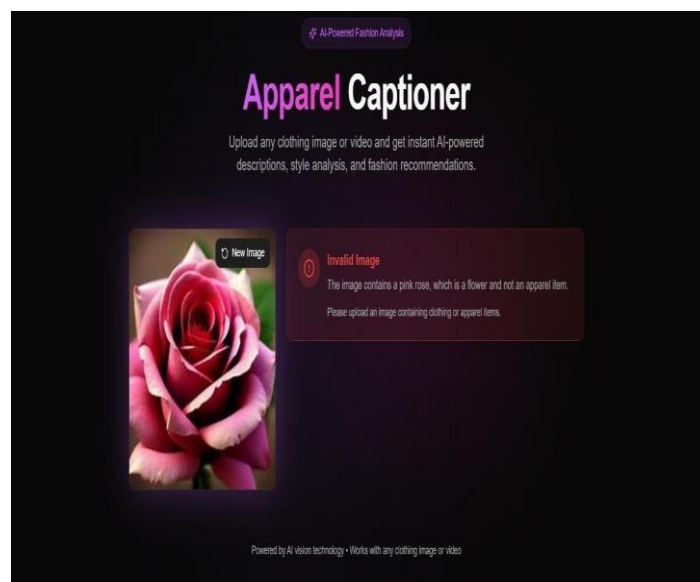 AI-Powered Fashion Analysis
Apparel Captioner
Upload any clothing image or video and get instant AI-powered
descriptions, style analysis, and fashion recommendations.
New Image
Invalid Image
The image contains a pink rose, which is a flower and not an apparel item.
Please upload an image containing clothing or apparel items.
Powered by AI vision technology • Works with any clothing image or video